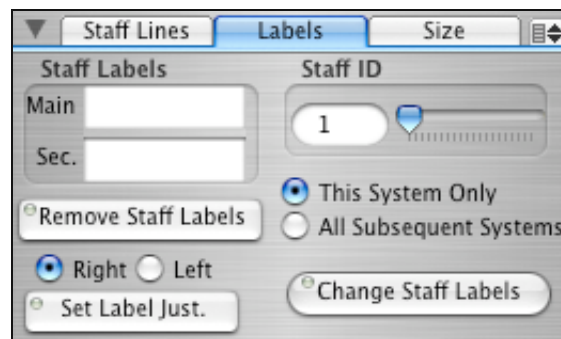 Staff Lines Labels Size
Staff Labels
Main
Sec.
Remove Staff Labels
Right Left
Set Label Just.
Staff ID
1
This System Only
All Subsequent Systems
Change Staff Labels